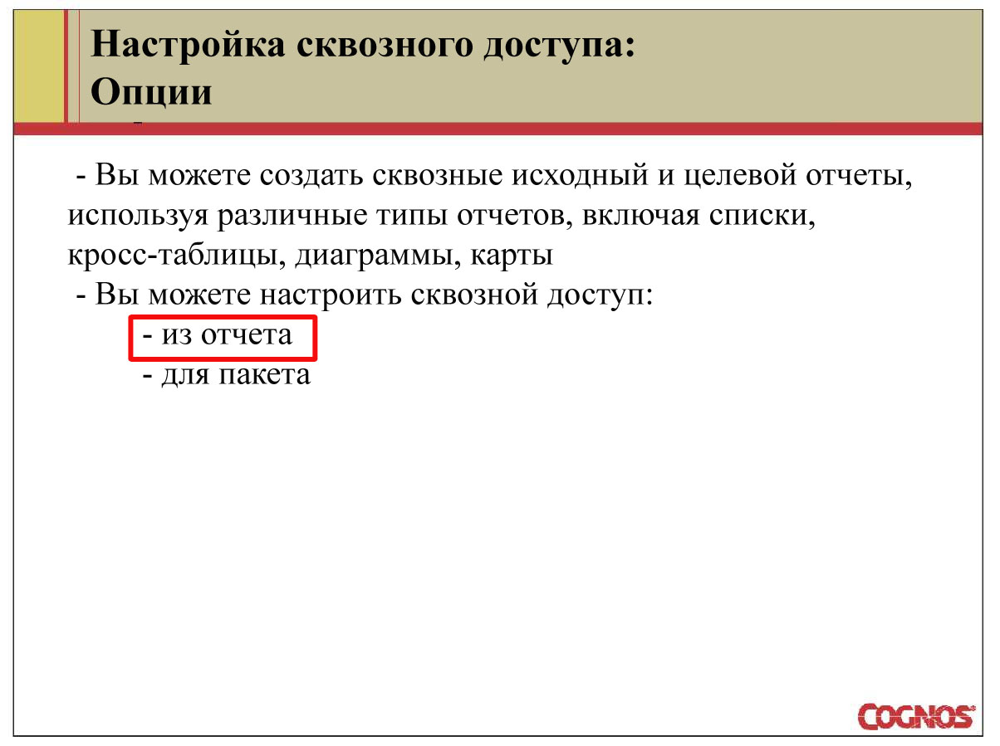 Настройка сквозного доступа:
Опции
- Вы можете создать сквозные исходный и целевой отчеты,
используя различные типы отчетов, включая списки,
кросс-таблицы, диаграммы, карты
- Вы можете настроить сквозной доступ:
- из отчета
- для пакета
COGNOS